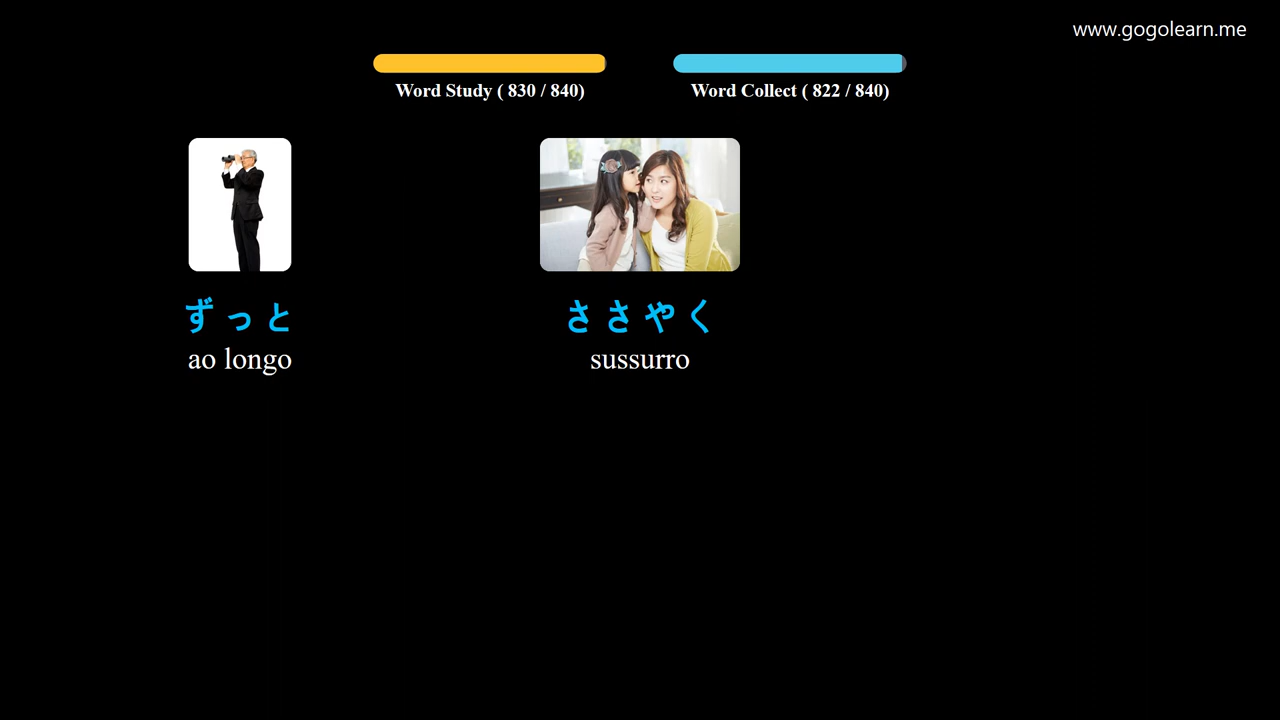 www.gogolearn.me
Word Study ( 830 / 840)
Word Collect ( 822 / 840)
ずっと
ao longo
ささやく
sussurro